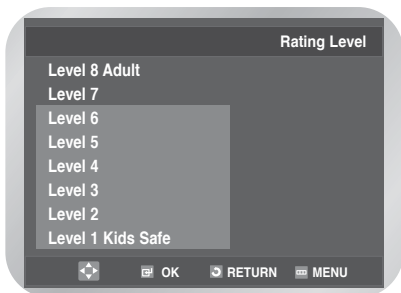 Rating Level
Level 8 Adult
Level 7
Level 6
Level 5
Level 4
Level 3
Level 2
Level 1 Kids Safe
OK RETURN MENU